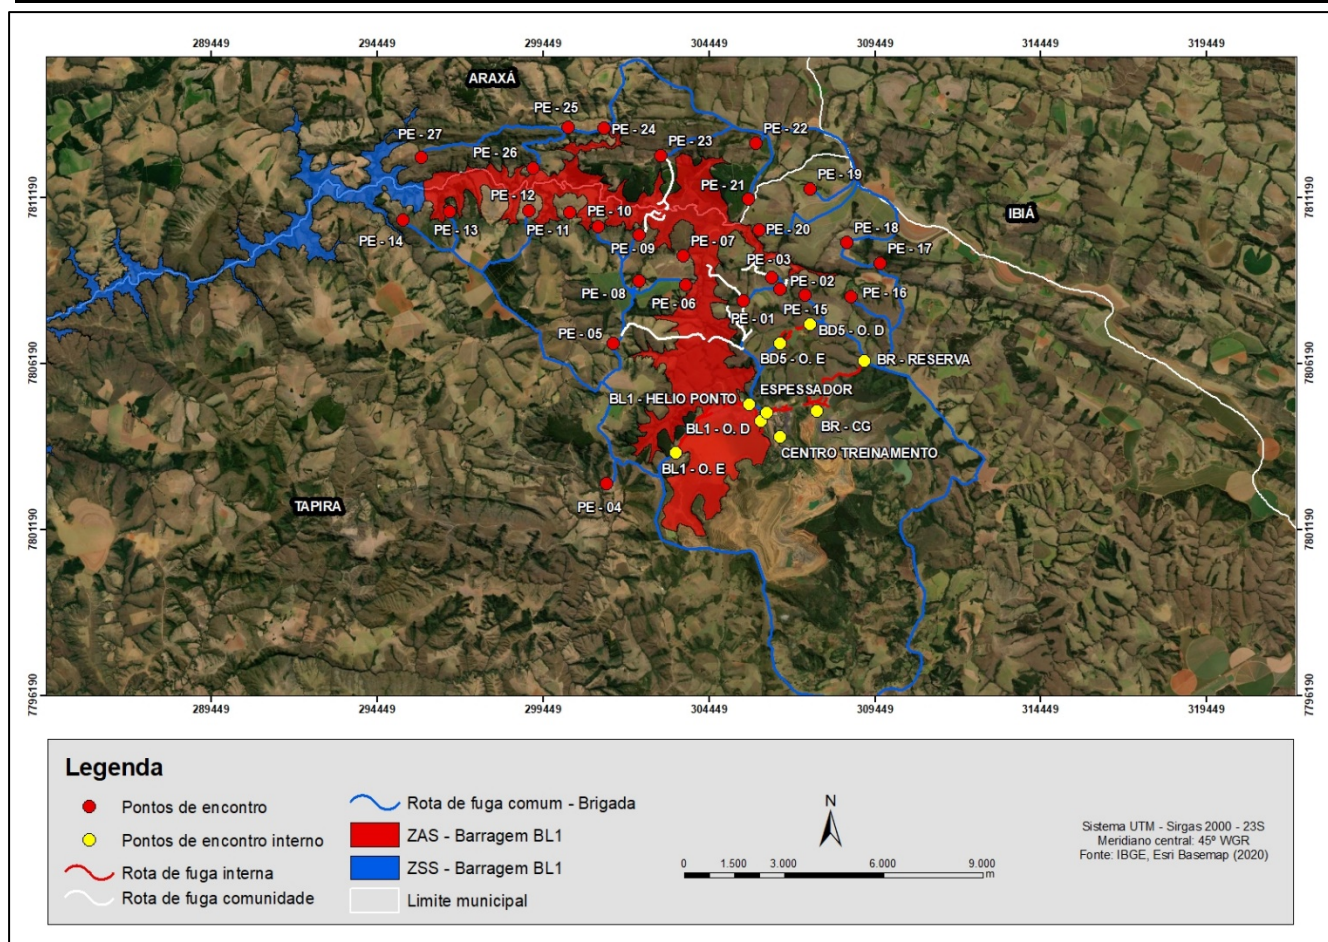 289449 294449 299449 304449 309449 314449 319449
ARAXÁ
PE - 25
PE - 24
PE - 27
PE - 23
PE - 22
PE - 26
PE - 19
PE - 21
7811190
PE - 12
PE - 10
7811190
IBIÁ
PE - 14
PE - 13
PE - 11
PE - 20
PE - 18
PE - 09
PE - 07
PE - 17
PE - 03
PE - 02
PE - 08
PE - 06
PE - 16
PE - 15
PE - 01
PE - 05
BD5 - O. D
BD5 - O. E
BR - RESERVA
7806190
7806190
ESPESSADOR
BL1 - HELIO PONTO
BL1 - O. D
BR - CG
CENTRO TREINAMENTO
BL1 - O. E
TAPIRA
PE - 04
7801190
7801190
7796190
7796190
289449 294449 299449 304449 309449 314449 319449
Legenda
Pontos de encontro
Pontos de encontro interno
Rota de fuga interna
Rota de fuga comunidade
Rota de fuga comum - Brigada
ZAS - Barragem BL1
ZSS - Barragem BL1
Limite municipal
N
0 1.500 3.000 6.000 9.000
m
Sistema UTM - Sirgas 2000 - 23S
Meridiano central: 45º WGR
Fonte: IBGE, Esri Basemap (2020)